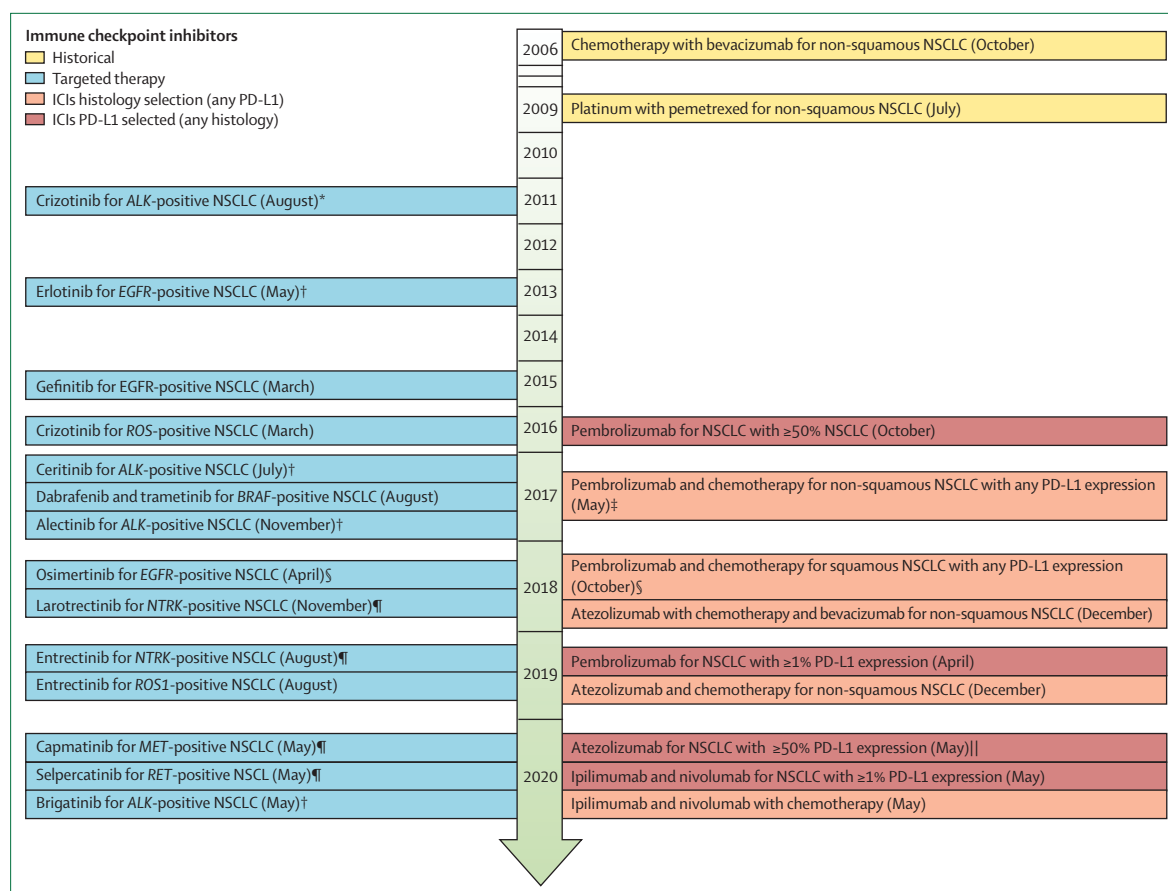 Immune checkpoint inhibitors
Historical
Targeted therapy
ICIs histology selection (any PD-L1)
ICIs PD-L1 selected (any histology)
2006
Chemotherapy with bevacizumab for non-squamous NSCLC (October)
2009
Platinum with pemetrexed for non-squamous NSCLC (July)
2010
Crizotinib for ALK-positive NSCLC (August)*
2011
2012
Erlotinib for EGFR-positive NSCLC (May)†
2013
2014
Gefinitib for EGFR-positive NSCLC (March)
2015
Crizotinib for ROS-positive NSCLC (March)
2016
Pembrolizumab for NSCLC with ≥50% NSCLC (October)
Ceritinib for ALK-positive NSCLC (July)†
Dabrafenib and trametinib for BRAF-positive NSCLC (August)
Alectinib for ALK-positive NSCLC (November)†
2017
Pembrolizumab and chemotherapy for non-squamous NSCLC with any PD-L1 expression
(May)‡
Osimertinib for EGFR-positive NSCLC (April)§
Larotrectinib for NTRK-positive NSCLC (November)¶
2018
Pembrolizumab and chemotherapy for squamous NSCLC with any PD-L1 expression
(October)§
Atezolizumab with chemotherapy and bevacizumab for non-squamous NSCLC (December)
Entrectinib for NTRK-positive NSCLC (August)¶
Entrectinib for ROS1-positive NSCLC (August)
2019
Pembrolizumab for NSCLC with ≥1% PD-L1 expression (April)
Atezolizumab and chemotherapy for non-squamous NSCLC (December)
Capmatinib for MET-positive NSCLC (May)¶
Selpercatinib for RET-positive NSCL (May)¶
Brigatinib for ALK-positive NSCLC (May)†
2020
Atezolizumab for NSCLC with ≥50% PD-L1 expression (May)||
Ipilimumab and nivolumab for NSCLC with ≥1% PD-L1 expression (May)
Ipilimumab and nivolumab with chemotherapy (May)